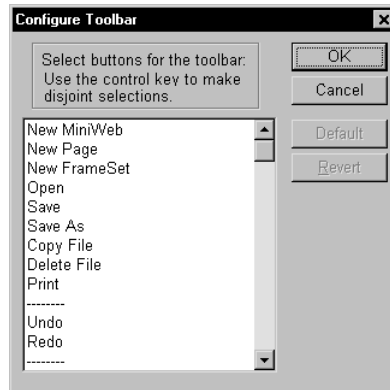 Configure Toolbar
Select buttons for the toolbar:
Use the control key to make
disjoint selections.
OK
Cancel
Default
Revert
New MiniWeb
New Page
New FrameSet
Open
Save
Save As
Copy File
Delete File
Print
--------
Undo
Redo
--------